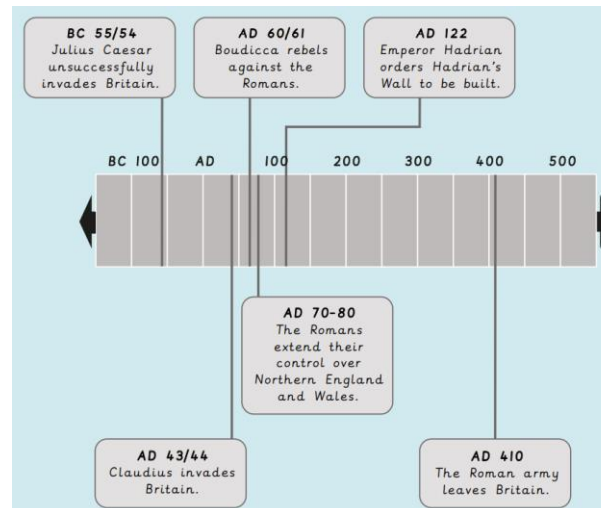 BC 55/54
Julius Caesar
unsuccessfully
invades Britain.
AD 60/61
Boudicca rebels
against the
Romans.
AD 122
Emperor Hadrian
orders Hadrian's
Wall to be built.
BC 100 AD 100 200 300 400 500
AD 70-80
The Romans
extend their
control over
Northern England
and Wales.
AD 43/44
Claudius invades
Britain.
AD 410
The Roman army
leaves Britain.